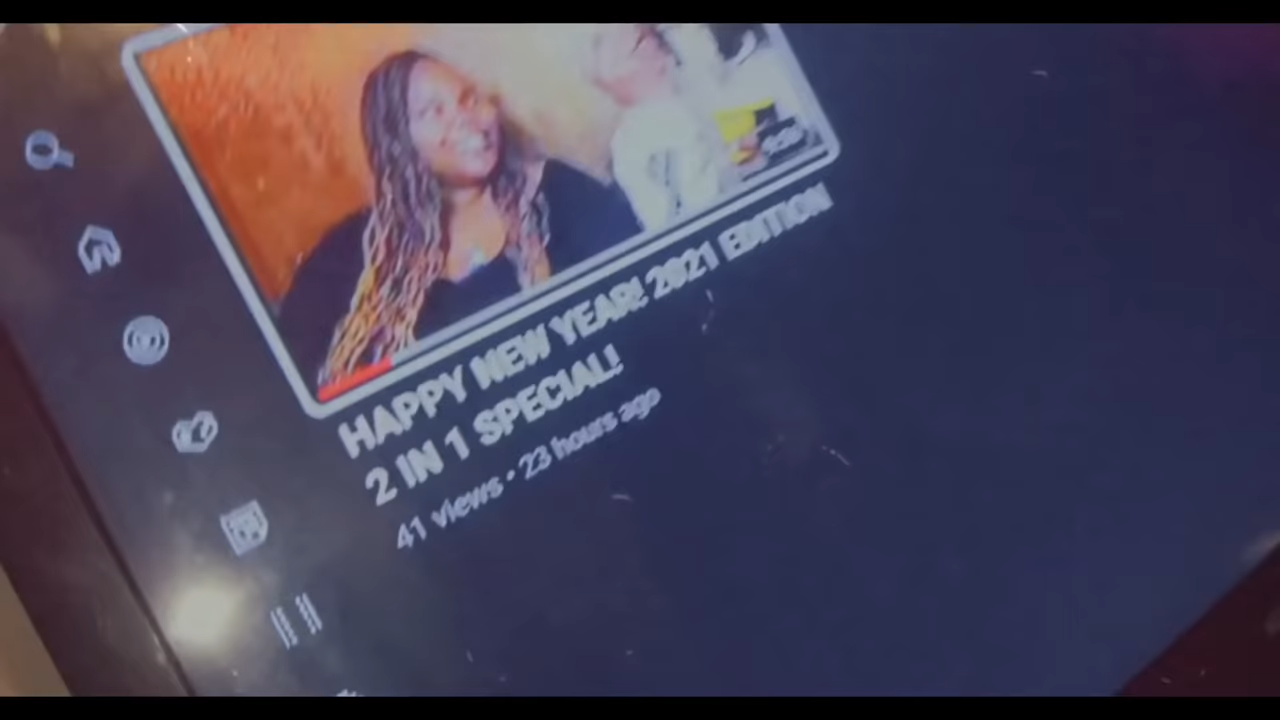 HAPPY NEW YEAR! 2021 EDITION
2 IN 1 SPECIAL!
41 views • 23 hours ago